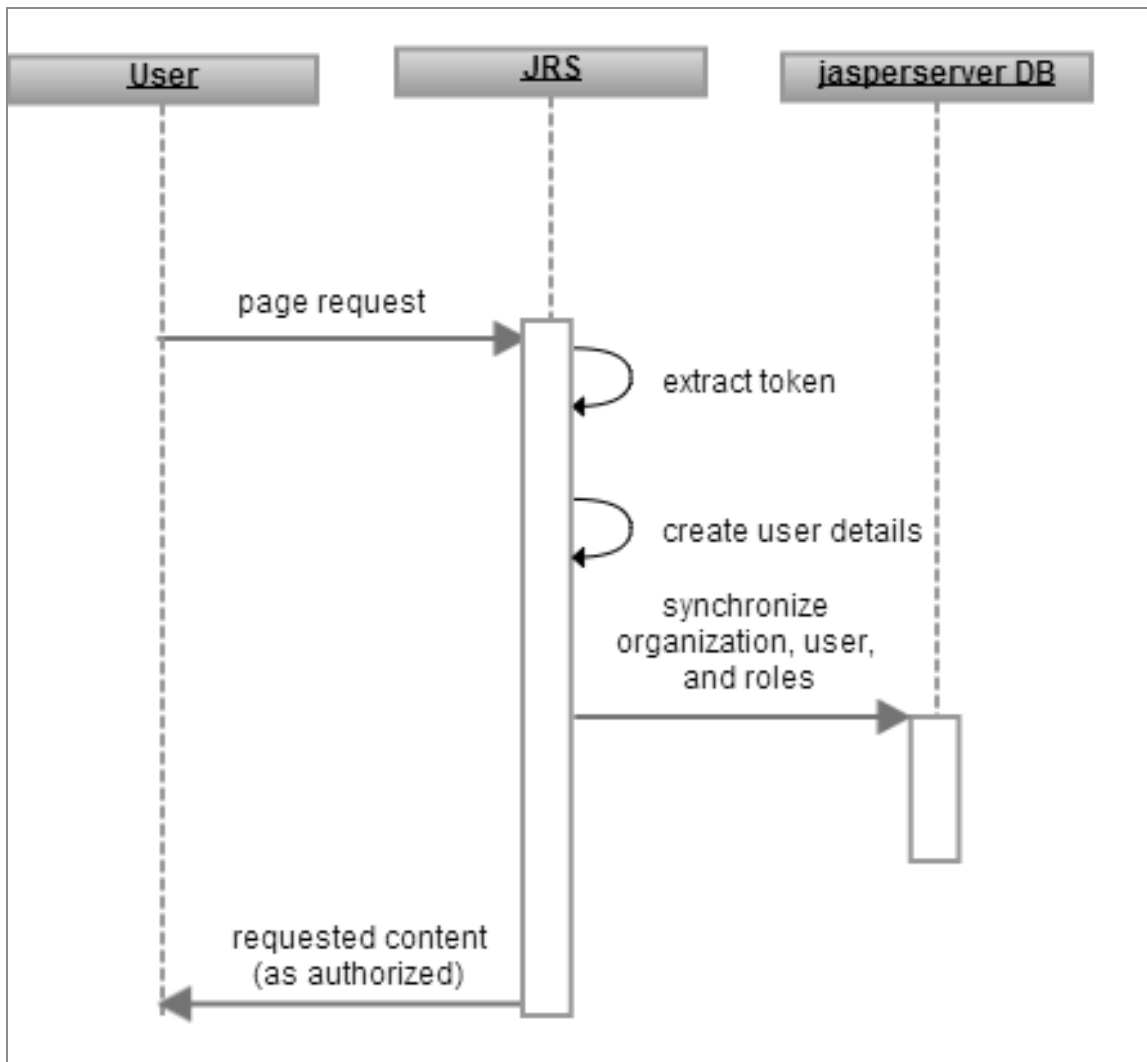 User
JRS
jasperserver DB
page request
extract token
create user details
synchronize
organization, user,
and roles
requested content
(as authorized)